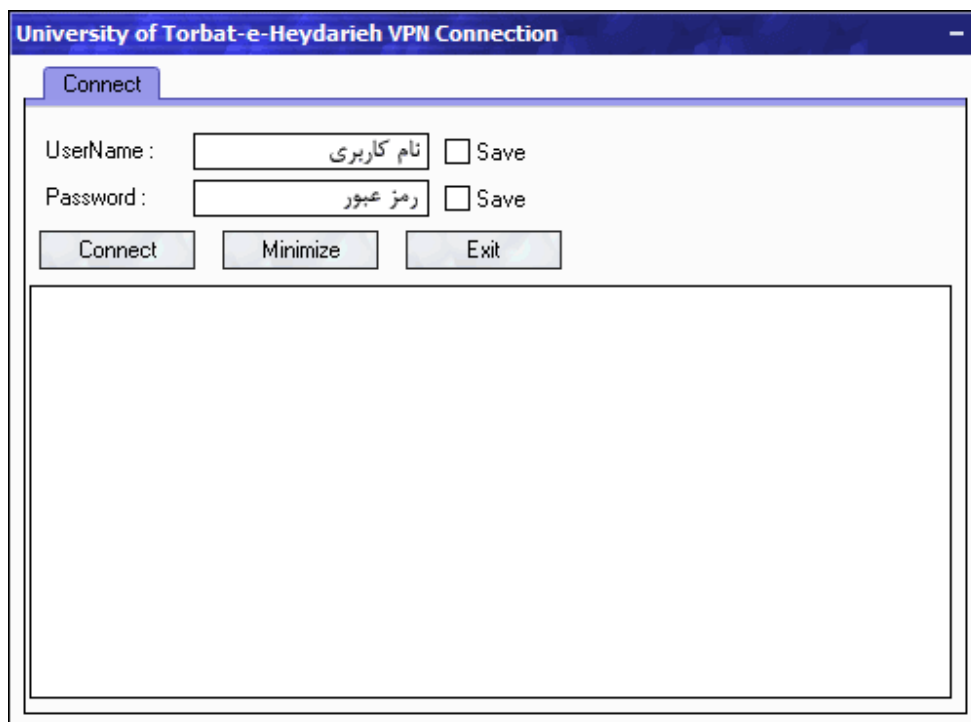 University of Torbat-e-Heydarieh VPN Connection
Connect
UserName : نام کاربری Save
Password : رمز عبور Save
Connect Minimize Exit